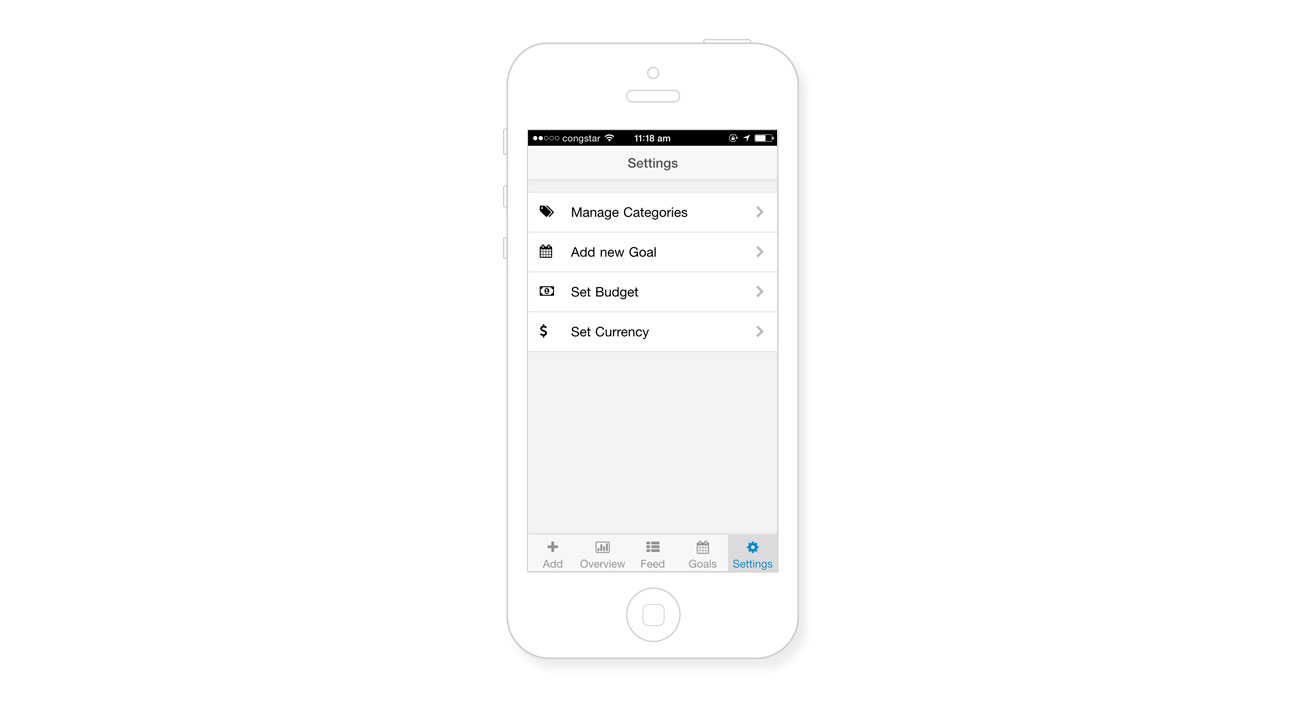 congstar 11:18 am
Settings
Manage Categories
Add new Goal
Set Budget
$ Set Currency
Add Overview Feed Goals Settings